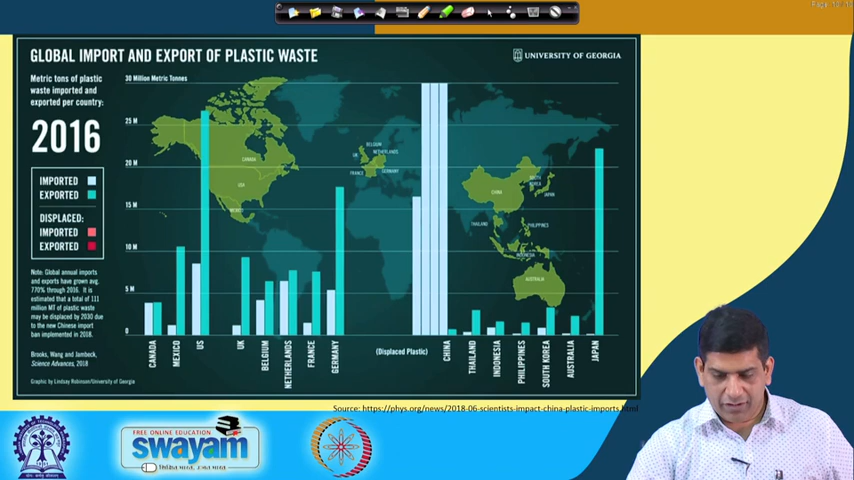 GLOBAL IMPORT AND EXPORT OF PLASTIC WASTE
UNIVERSITY OF GEORGIA
Metric tons of plastic
waste imported and
exported per country:
2016
IMPORTED
EXPORTED
DISPLACED:
IMPORTED
EXPORTED
Note: Global annual imports
and exports have grown avg.
770% through 2016. It is
estimated that a total of 111
million MT of plastic waste
may be displaced by 2030 due
to the new Chinese import
ban implemented in 2018.
Brooks, Wang and Jambeck,
Science Advances, 2018
Graphic by Lindsay Robinson/University of Georgia
30 Million Metric Tonnes
25 M
20 M
15 M
10 M
5 M
0
CANADA
USA
MEXICO
UK
BELGIUM
NETHERLANDS
FRANCE
GERMANY
CHINA
SOUTH
KOREA
JAPAN
THAILAND
PHILIPPINES
INDONESIA
AUSTRALIA
CANADA
MEXICO
US
UK
BELGIUM
NETHERLANDS
FRANCE
GERMANY
(Displaced Plastic)
CHINA
THAILAND
INDONESIA
PHILIPPINES
SOUTH KOREA
AUSTRALIA
JAPAN
Source: https://phys.org/news/2018-06-scientists-impact-china-plastic-imports.html
FREE ONLINE EDUCATION
swayam